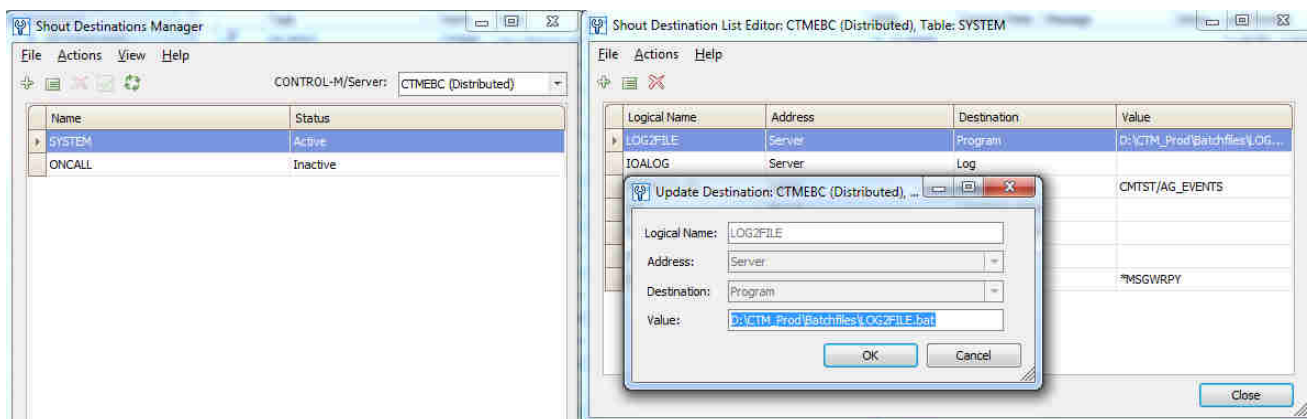 Shout Destinations Manager
File Actions View Help
CONTROL-M/Server: CTMEBC (Distributed)
Name Status
SYSTEM Active
ONCALL Inactive
Shout Destination List Editor: CTMEBC (Distributed), Table: SYSTEM
File Actions Help
Logical Name Address Destination Value
LOG2FILE Server Program D:\CTM_Prod\Batchfiles\LOG...
IOALOG Server Log
CMTST/AG_EVENTS
*MSGWRPY
Update Destination: CTMEBC (Distributed), ...
Logical Name: LOG2FILE
Address: Server
Destination: Program
Value: D:\CTM_Prod\Batchfiles\LOG2FILE.bat
OK Cancel
Close